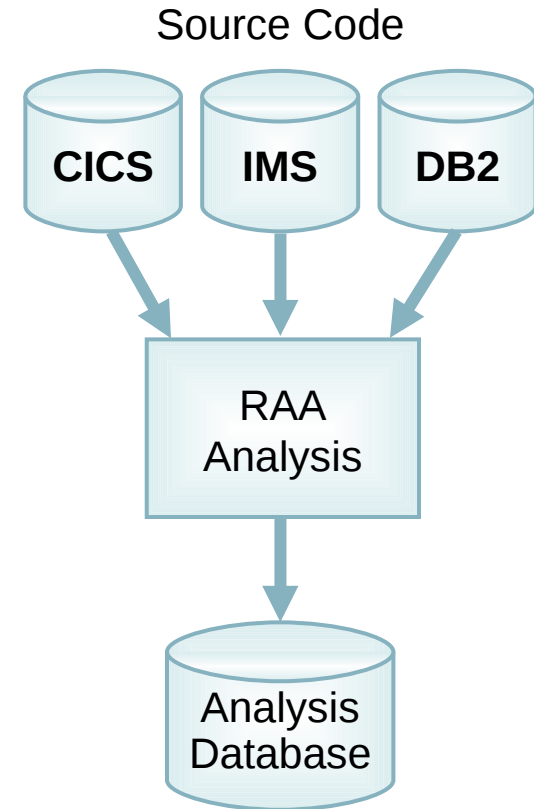 Source Code
CICS
IMS
DB2
RAA
Analysis
Analysis
Database